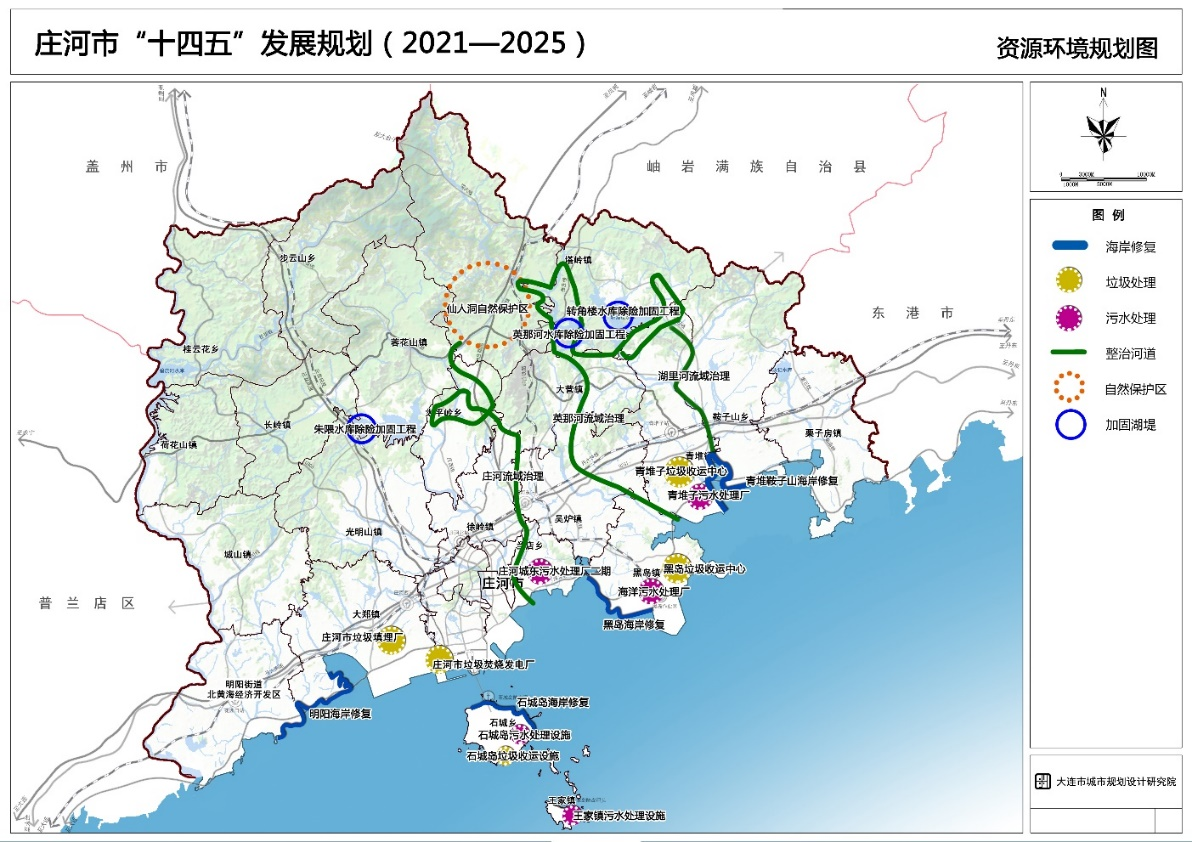 庄河市“十四五”发展规划（2021—2025）
资源环境规划图
N
盖州市
岫岩满族自治县
东港市
普兰店区
步云山乡
塔岭镇
仙人洞自然保护区
转角楼水库除险加固工程
英那河水库除险加固工程
桂云花乡
蓉花山镇
湖里河流域治理
大营镇
太平岭乡
英那河流域治理
鞍子山乡
长岭镇
朱隈水库除险加固工程
荷花山镇
栗子房镇
青堆镇
青堆子垃圾收运中心
庄河流域治理
青堆鞍子山海岸修复
青堆子污水处理厂
吴炉镇
徐岭镇
光明山镇
兰店乡
城山镇
庄河城东污水处理厂二期
庄河市
黑岛镇
黑岛垃圾收运中心
海洋污水处理厂
大郑镇
黑岛海岸修复
庄河市垃圾填埋厂
庄河市垃圾焚烧发电厂
明阳街道
北黄海经济开发区
石城岛海岸修复
明阳海岸修复
石城乡
石城岛污水处理设施
石城岛垃圾收运设施
王家镇
王家镇污水处理设施
图例
海岸修复
垃圾处理
污水处理
整治河道
自然保护区
加固湖堤
大连市城市规划设计研究院